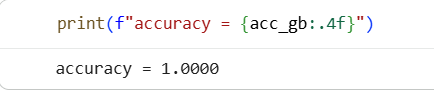 print(f"accuracy = {acc_gb:.4f}")
accuracy = 1.0000